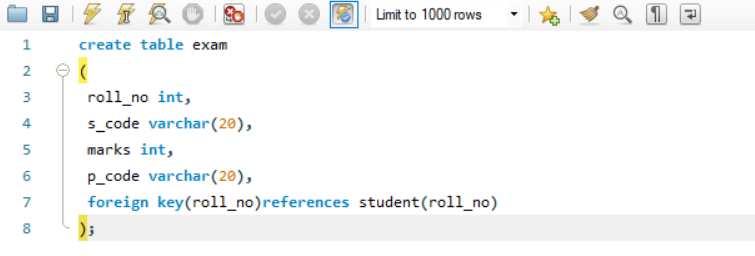 Limit to 1000 rows
1 create table exam
2 (
3 roll_no int,
4 s_code varchar(20),
5 marks int,
6 p_code varchar(20),
7 foreign key(roll_no)references student(roll_no)
8 );